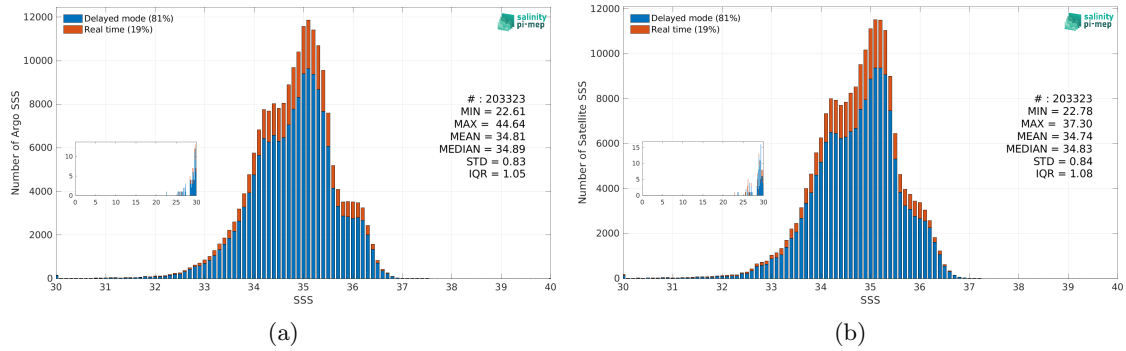 Delayed mode (81%)
Real time (19%)
salinity
pi-mep
12000
10000
8000
6000
4000
2000
0
Number of Argo SSS
# : 203323
MIN = 22.61
MAX = 44.64
MEAN = 34.81
MEDIAN = 34.89
STD = 0.83
IQR = 1.05
10
5
0
0 5 10 15 20 25 30
30 31 32 33 34 35 36 37 38 39 40
SSS
(a)
Delayed mode (81%)
Real time (19%)
salinity
pi-mep
12000
10000
8000
6000
4000
2000
0
Number of Satellite SSS
# : 203323
MIN = 22.78
MAX = 37.30
MEAN = 34.74
MEDIAN = 34.83
STD = 0.84
IQR = 1.08
15
10
5
0
0 5 10 15 20 25 30
30 31 32 33 34 35 36 37 38 39 40
SSS
(b)